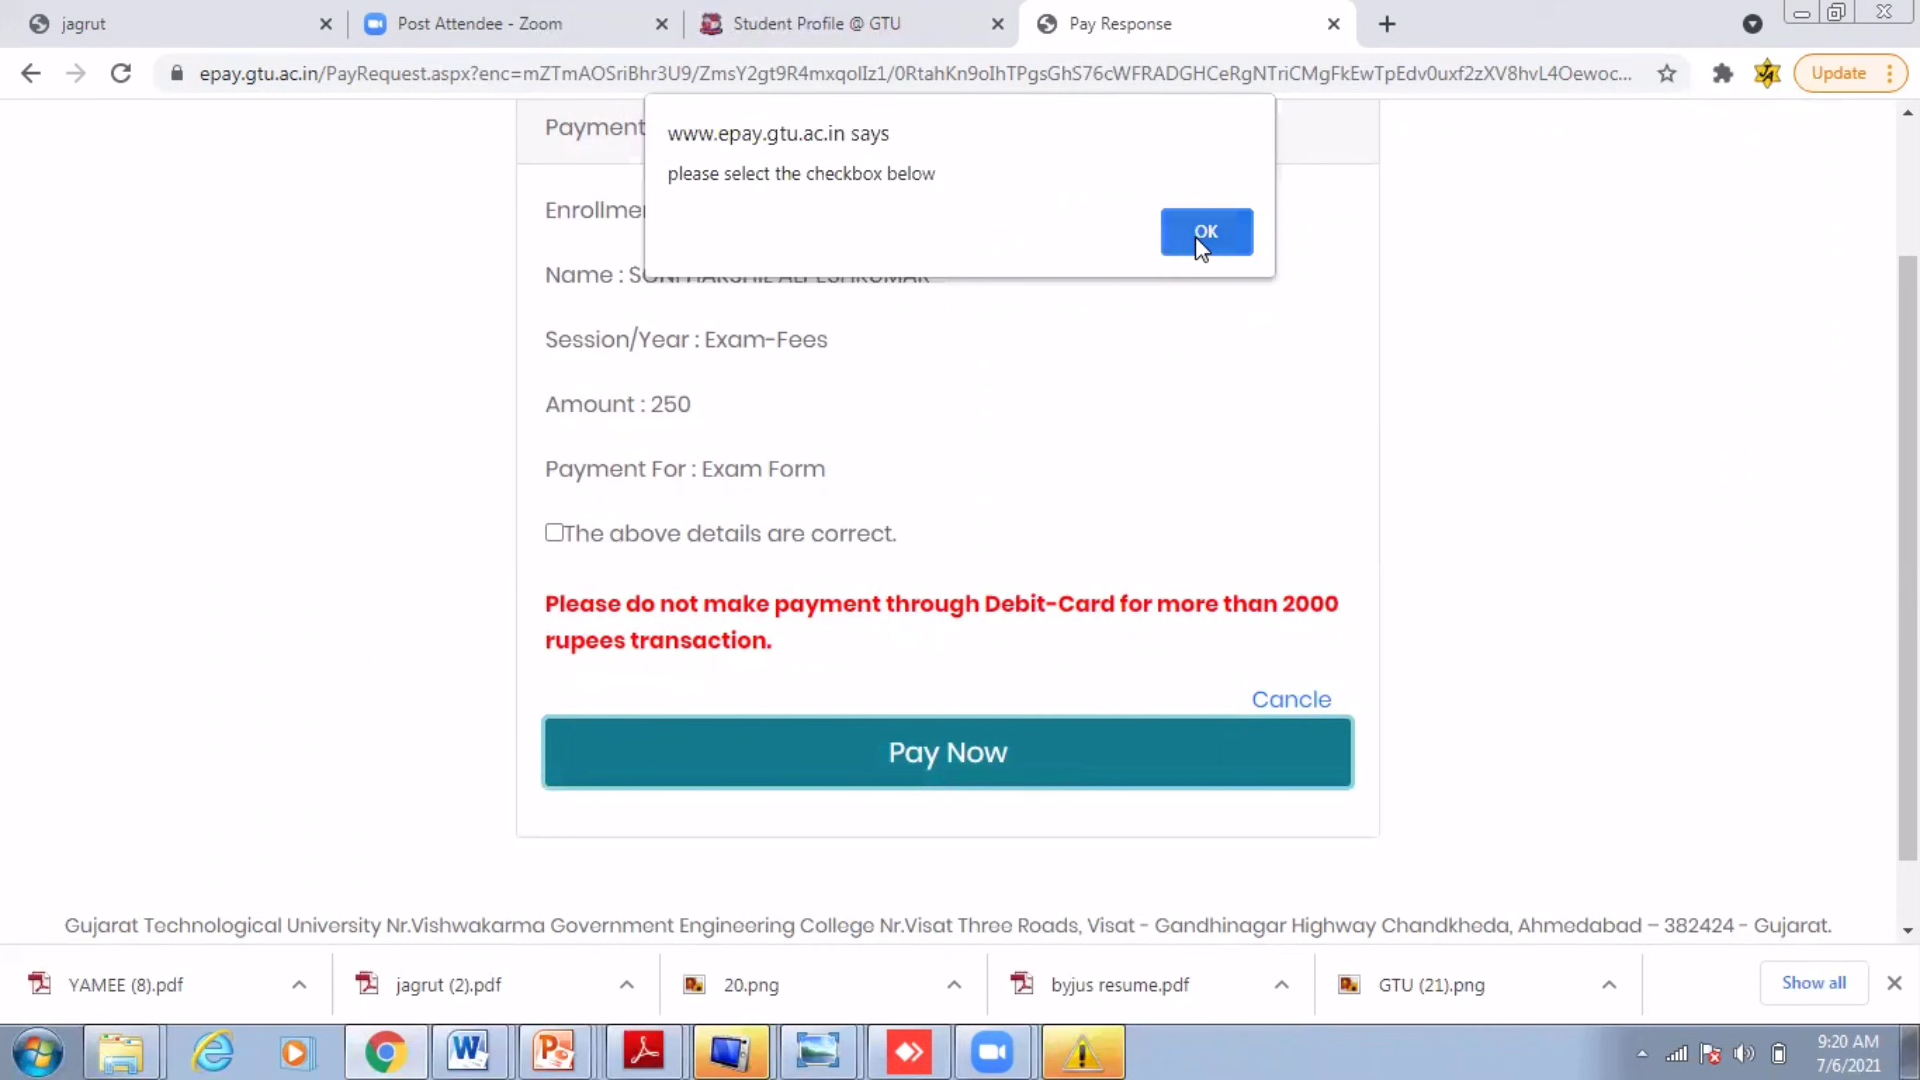 jagrut
Post Attendee - Zoom
Student Profile @ GTU
Pay Response
epay.gtu.ac.in/PayRequest.aspx?enc=mZTmAOSriBhr3U9/ZmsY2gt9R4mxqolIz1/0RtahKn9oIhTPgsGhS76cWFRADGHCeRgNTriCMgFkEwTpEdv0uxf2zXV8hvL4Oewoc...
Update
Payment
www.epay.gtu.ac.in says
please select the checkbox below
OK
Enrollme
Name : SONI HARSHIL ALPESHKUMAR
Session/Year : Exam-Fees
Amount : 250
Payment For : Exam Form
The above details are correct.
Please do not make payment through Debit-Card for more than 2000
rupees transaction.
Cancle
Pay Now
Gujarat Technological University Nr.Vishwakarma Government Engineering College Nr.Visat Three Roads, Visat - Gandhinagar Highway Chandkheda, Ahmedabad – 382424 - Gujarat.
YAMEE (8).pdf
jagrut (2).pdf
20.png
byjus resume.pdf
GTU (21).png
Show all
9:20 AM
7/6/2021